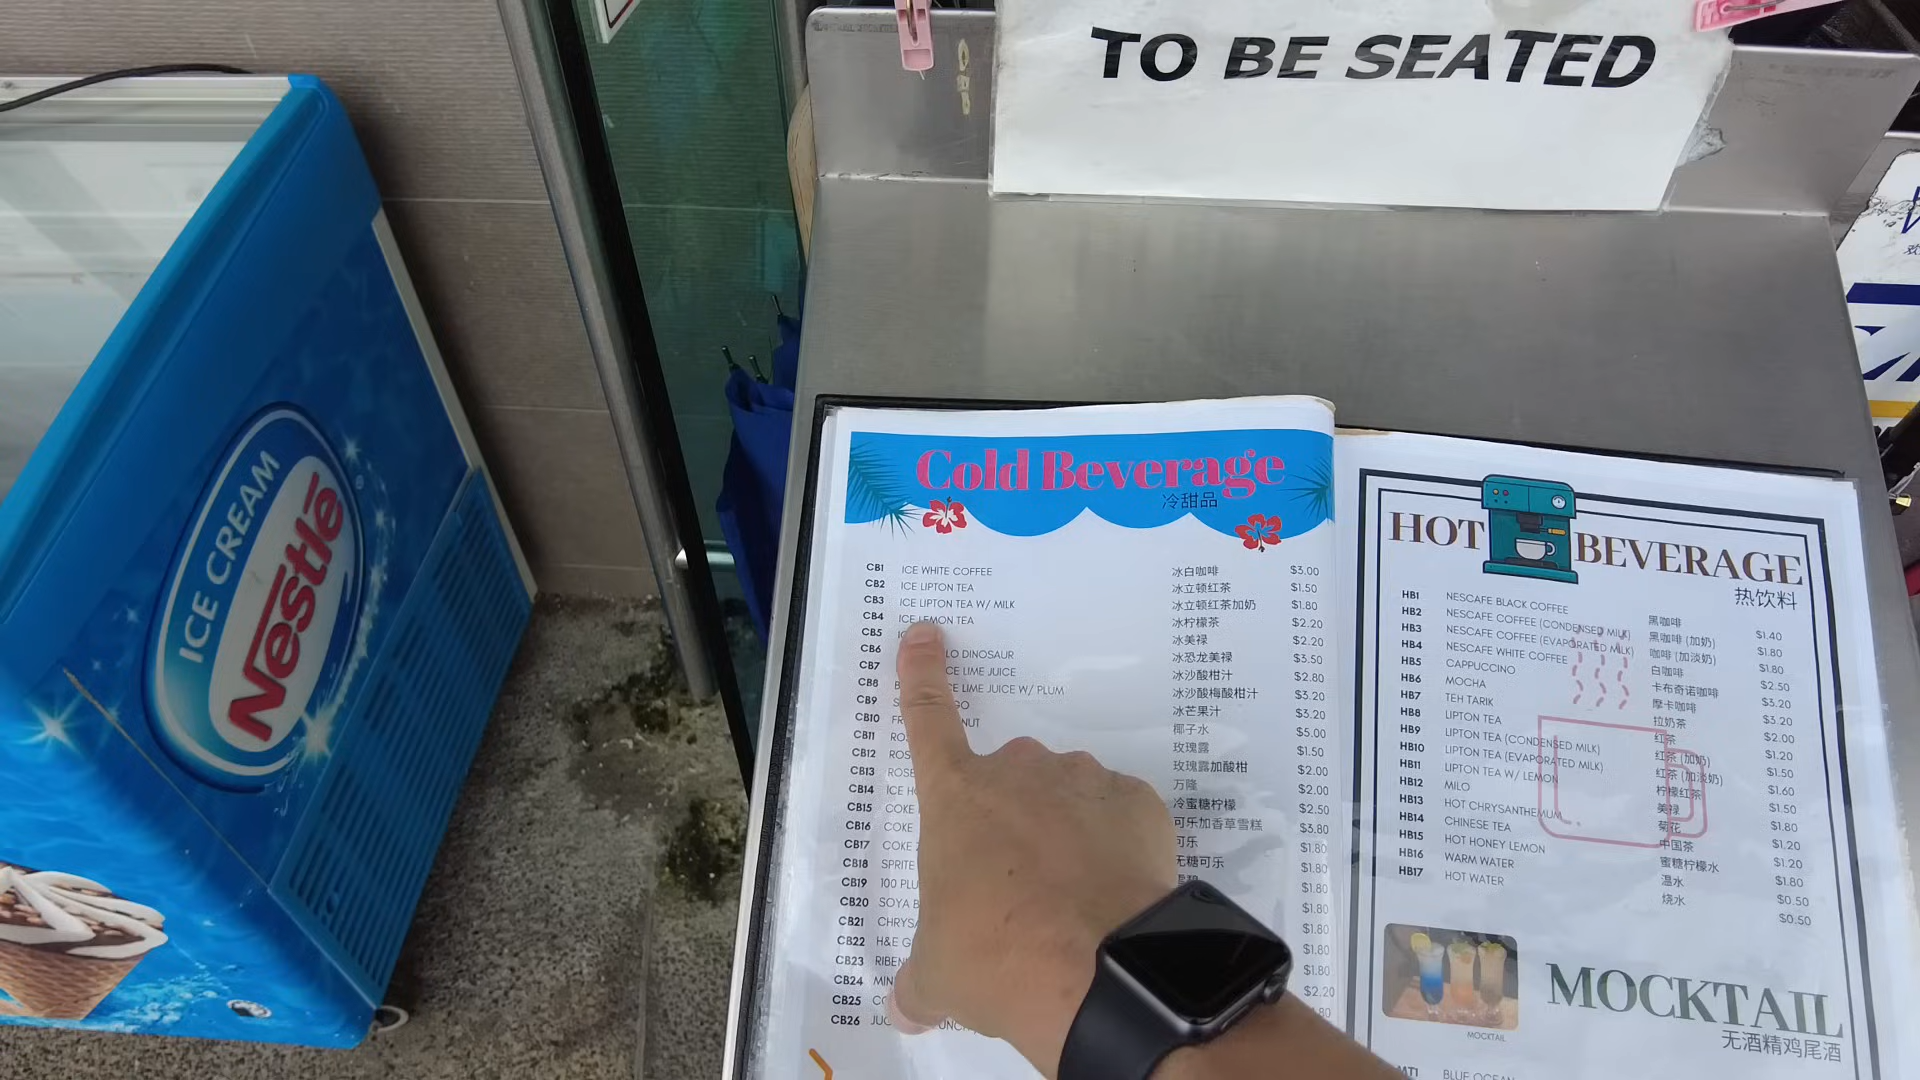 TO BE SEATED
ICE CREAM
Nestlé
Cold Beverage
冷甜品
CB1 ICE WHITE COFFEE 冰白咖啡 $3.00
CB2 ICE LIPTON TEA 冰立顿红茶 $1.50
CB3 ICE LIPTON TEA W/ MILK 冰立顿红茶加奶 $1.80
CB4 ICE LEMON TEA 冰柠檬茶 $2.20
CB5 冰美禄 $2.20
CB6 DINOSAUR 冰恐龙美禄 $3.50
CB7 LIME JUICE 冰沙酸柑汁 $2.80
CB8 LIME JUICE W/ PLUM 冰沙酸梅酸柑汁 $3.20
CB9 冰芒果汁 $3.20
CB10 椰子水 $5.00
CB11 玫瑰露 $1.50
CB12 玫瑰露加酸柑 $2.00
CB13 ROSE 万隆 $2.00
CB14 ICE 冷蜜糖柠檬 $2.50
CB15 COKE 可乐加香草雪糕 $3.80
CB16 COKE 可乐 $1.80
CB17 COKE 无糖可乐 $1.80
CB18 SPRITE $1.80
CB19 100 $1.80
CB20 SOYA $1.80
CB21 $1.80
CB22 H&E $1.80
CB23 $2.20
CB24
CB25
CB26
HOT BEVERAGE
热饮料
HB1 NESCAFE BLACK COFFEE 黑咖啡 $1.40
HB2 NESCAFE COFFEE (CONDENSED MILK) 黑咖啡 (加奶) $1.80
HB3 NESCAFE COFFEE (EVAPORATED MILK) 咖啡 (加淡奶) $1.80
HB4 NESCAFE WHITE COFFEE 白咖啡 $2.50
HB5 CAPPUCCINO 卡布奇诺咖啡 $3.20
HB6 MOCHA 摩卡咖啡 $3.20
HB7 TEH TARIK 拉奶茶 $2.00
HB8 LIPTON TEA 红茶 $1.20
HB9 LIPTON TEA (CONDENSED MILK) 红茶 (加奶) $1.50
HB10 LIPTON TEA (EVAPORATED MILK) 红茶 (加淡奶) $1.60
HB11 LIPTON TEA W/ LEMON 柠檬红茶 $1.50
HB12 MILO 美禄 $1.80
HB13 HOT CHRYSANTHEMUM 菊花 $1.20
HB14 CHINESE TEA 中国茶 $1.20
HB15 HOT HONEY LEMON 蜜糖柠檬水 $1.80
HB16 WARM WATER 温水 $0.50
HB17 HOT WATER 烧水 $0.50
MOCKTAIL
MOCKTAIL
无酒精鸡尾酒
MT1 BLUE OCEAN